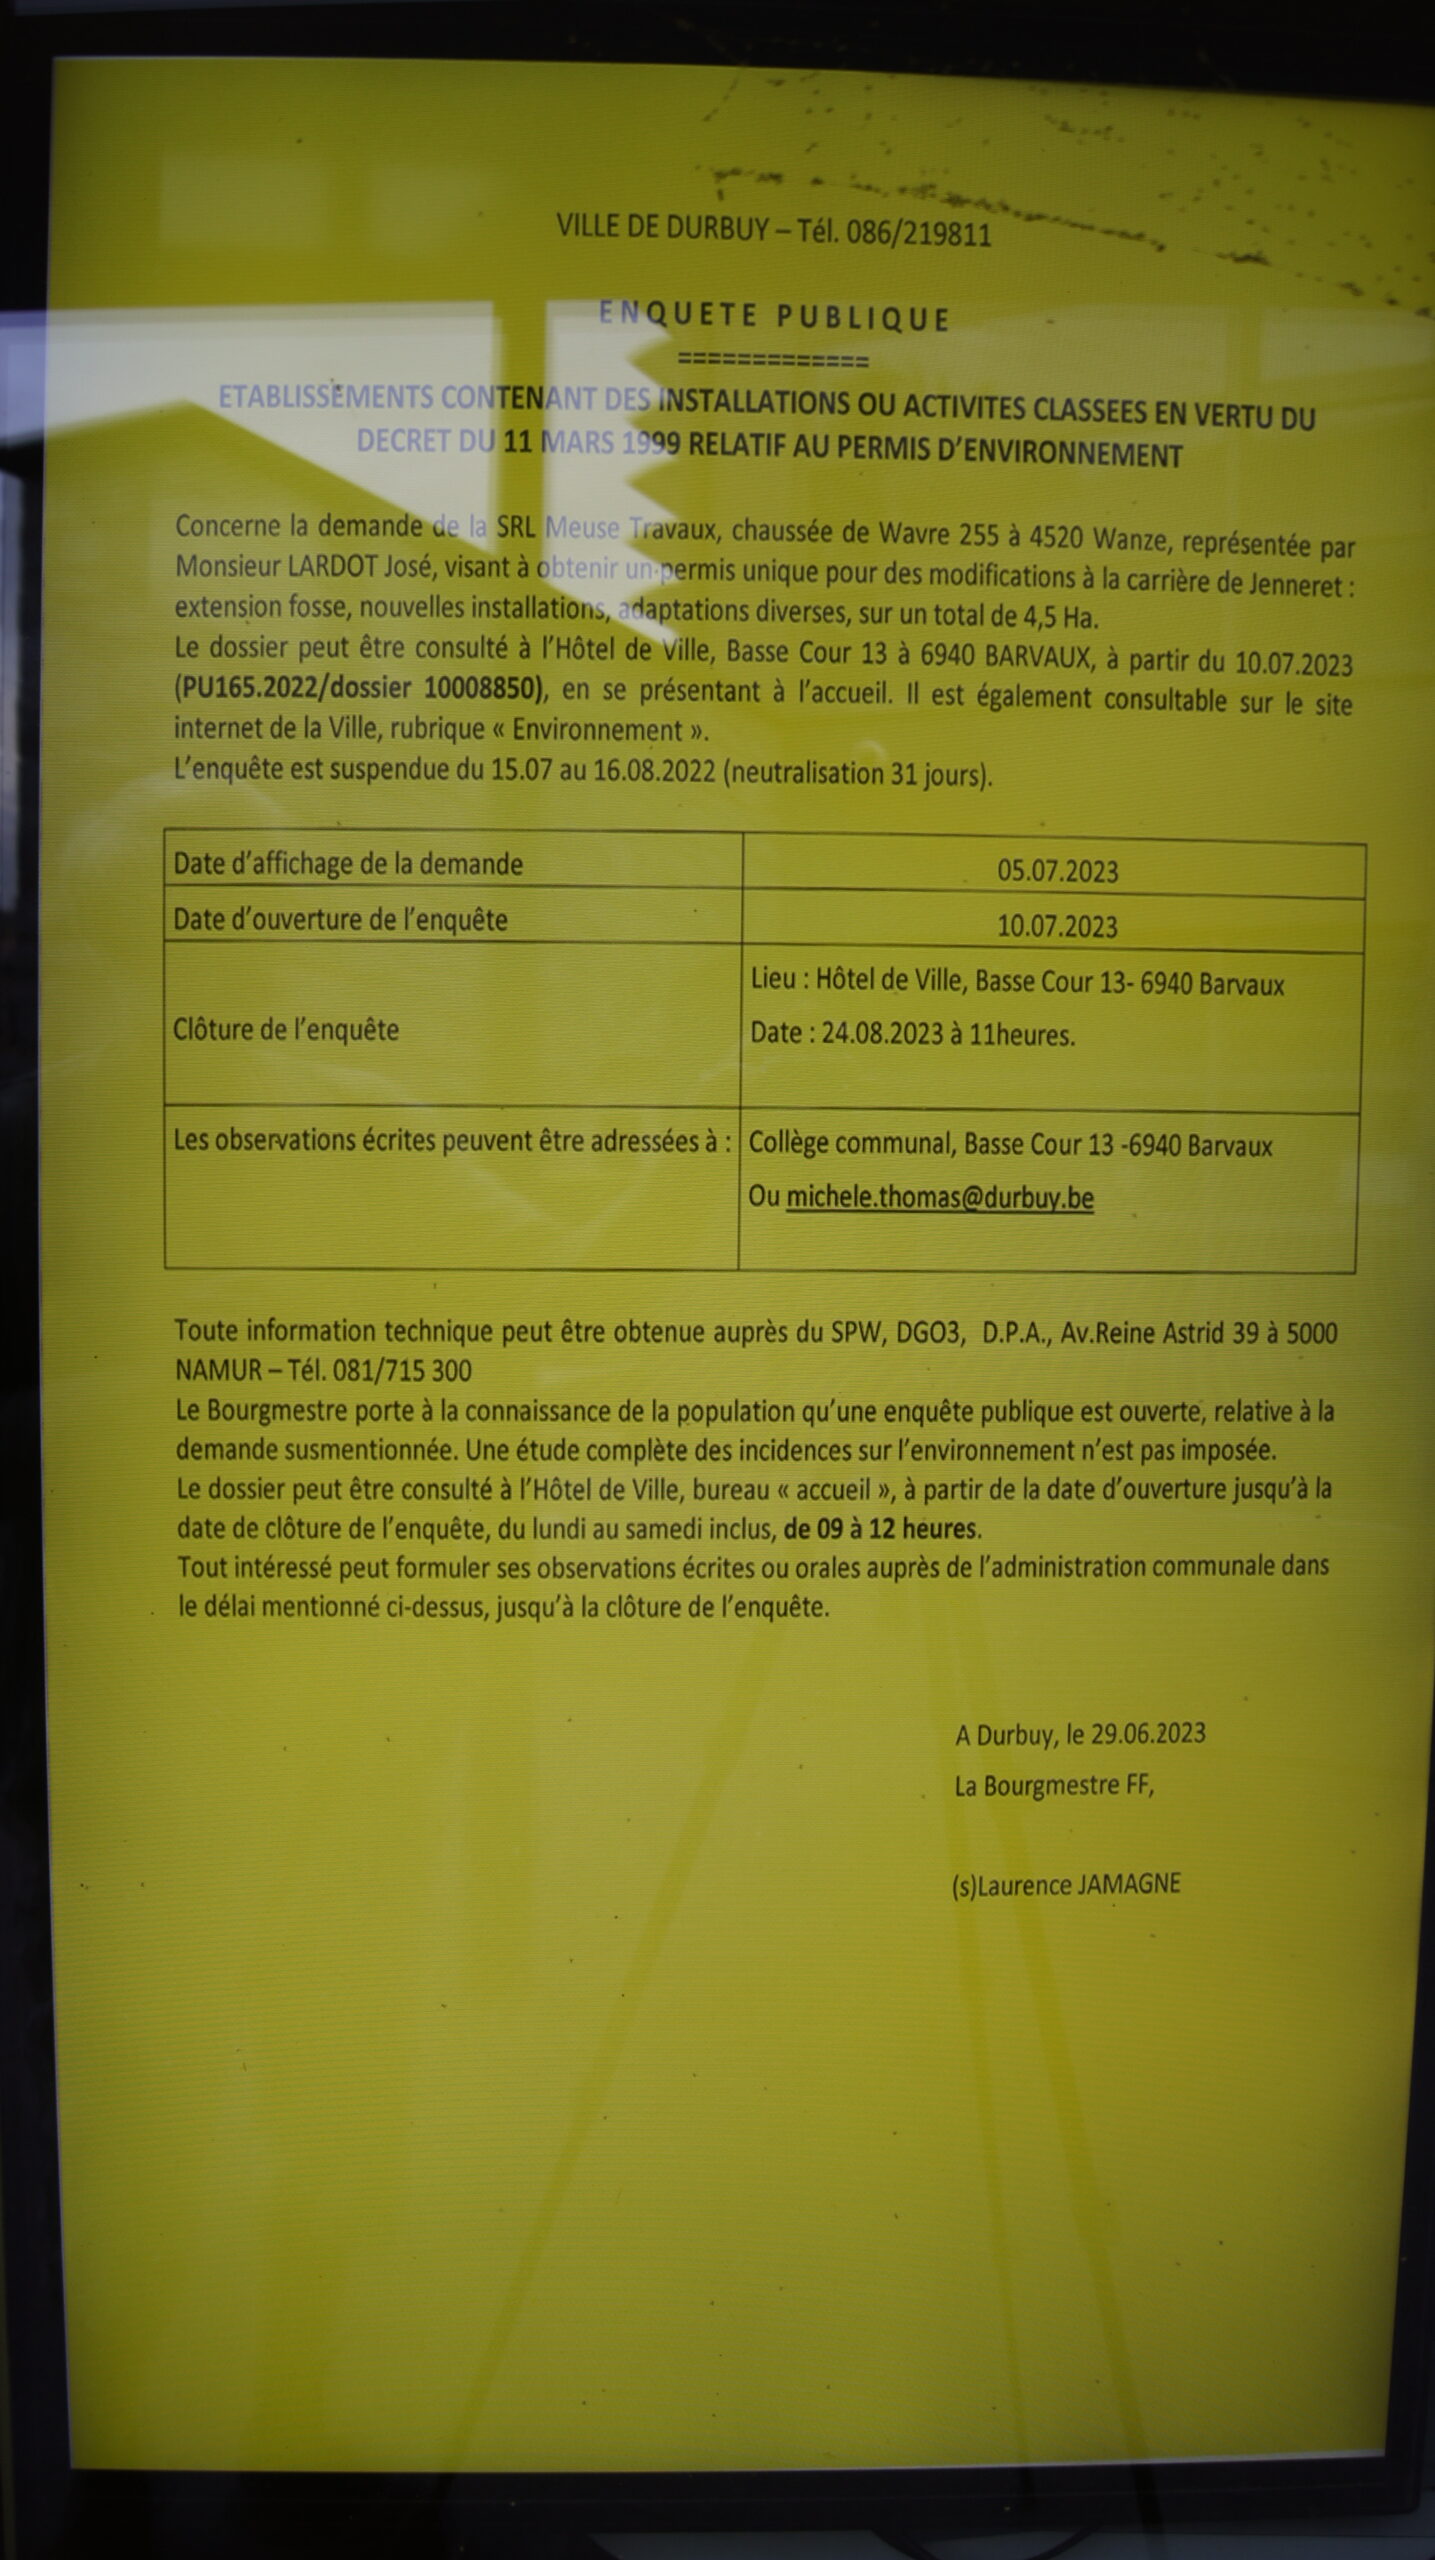 VILLE DE DURBUY – Tél. 086/219811
ENQUETE PUBLIQUE
=============
ETABLISSEMENTS CONTENANT DES INSTALLATIONS OU ACTIVITES CLASSEES EN VERTU DU
DECRET DU 11 MARS 1999 RELATIF AU PERMIS D'ENVIRONNEMENT
Concerne la demande de la SRL Meuse Travaux, chaussée de Wavre 255 à 4520 Wanze, représentée par
Monsieur LARDOT José, visant à obtenir un permis unique pour des modifications à la carrière de Jenneret :
extension fosse, nouvelles installations, adaptations diverses, sur un total de 4,5 Ha.
Le dossier peut être consulté à l'Hôtel de Ville, Basse Cour 13 à 6940 BARVAUX, à partir du 10.07.2023
(PU165.2022/dossier 10008850), en se présentant à l'accueil. Il est également consultable sur le site
internet de la Ville, rubrique « Environnement ».
L'enquête est suspendue du 15.07 au 16.08.2022 (neutralisation 31 jours).
Date d'affichage de la demande 05.07.2023
Date d'ouverture de l'enquête 10.07.2023
Lieu : Hôtel de Ville, Basse Cour 13- 6940 Barvaux
Clôture de l'enquête
Date : 24.08.2023 à 11heures.
Les observations écrites peuvent être adressées à : Collège communal, Basse Cour 13 -6940 Barvaux
Ou michele.thomas@durbuy.be
Toute information technique peut être obtenue auprès du SPW, DGO3, D.P.A., Av.Reine Astrid 39 à 5000
NAMUR – Tél. 081/715 300
Le Bourgmestre porte à la connaissance de la population qu'une enquête publique est ouverte, relative à la
demande susmentionnée. Une étude complète des incidences sur l'environnement n'est pas imposée.
Le dossier peut être consulté à l'Hôtel de Ville, bureau « accueil », à partir de la date d'ouverture jusqu'à la
date de clôture de l'enquête, du lundi au samedi inclus, de 09 à 12 heures.
Tout intéressé peut formuler ses observations écrites ou orales auprès de l'administration communale dans
le délai mentionné ci-dessus, jusqu'à la clôture de l'enquête.
A Durbuy, le 29.06.2023
La Bourgmestre FF,
(s)Laurence JAMAGNE